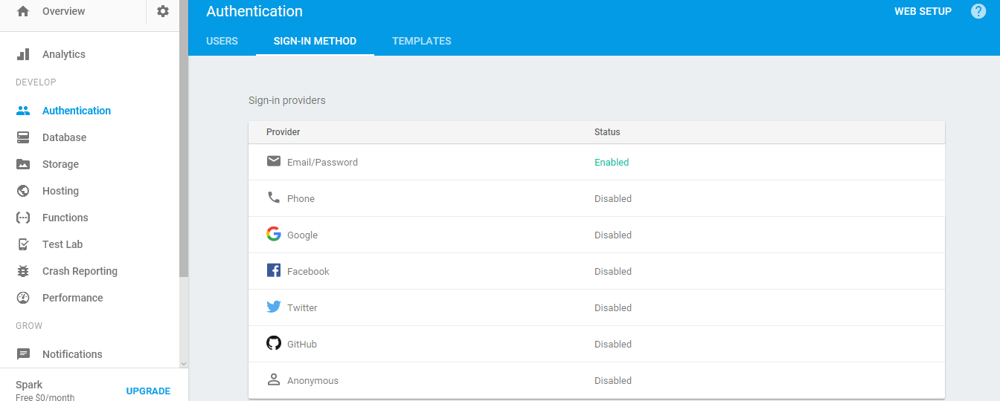 Overview
Analytics
DEVELOP
Authentication
Database
Storage
Hosting
Functions
Test Lab
Crash Reporting
Performance
GROW
Notifications
Spark
Free $0/month
UPGRADE
Authentication
WEB SETUP
?
USERS SIGN-IN METHOD TEMPLATES
Sign-in providers
Provider Status
Email/Password Enabled
Phone Disabled
Google Disabled
Facebook Disabled
Twitter Disabled
GitHub Disabled
Anonymous Disabled